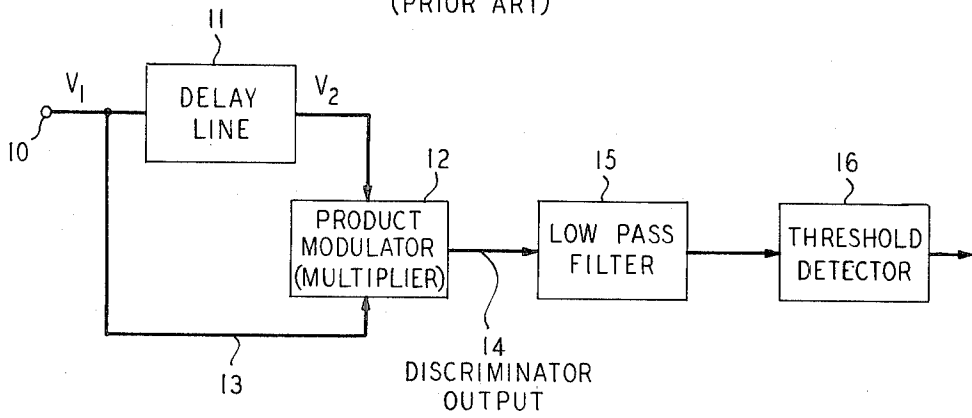 (PRIOR ART)
11
V1
DELAY
LINE
V2
10
12
15
16
PRODUCT
MODULATOR
(MULTIPLIER)
LOW PASS
FILTER
THRESHOLD
DETECTOR
13
14
DISCRIMINATOR
OUTPUT